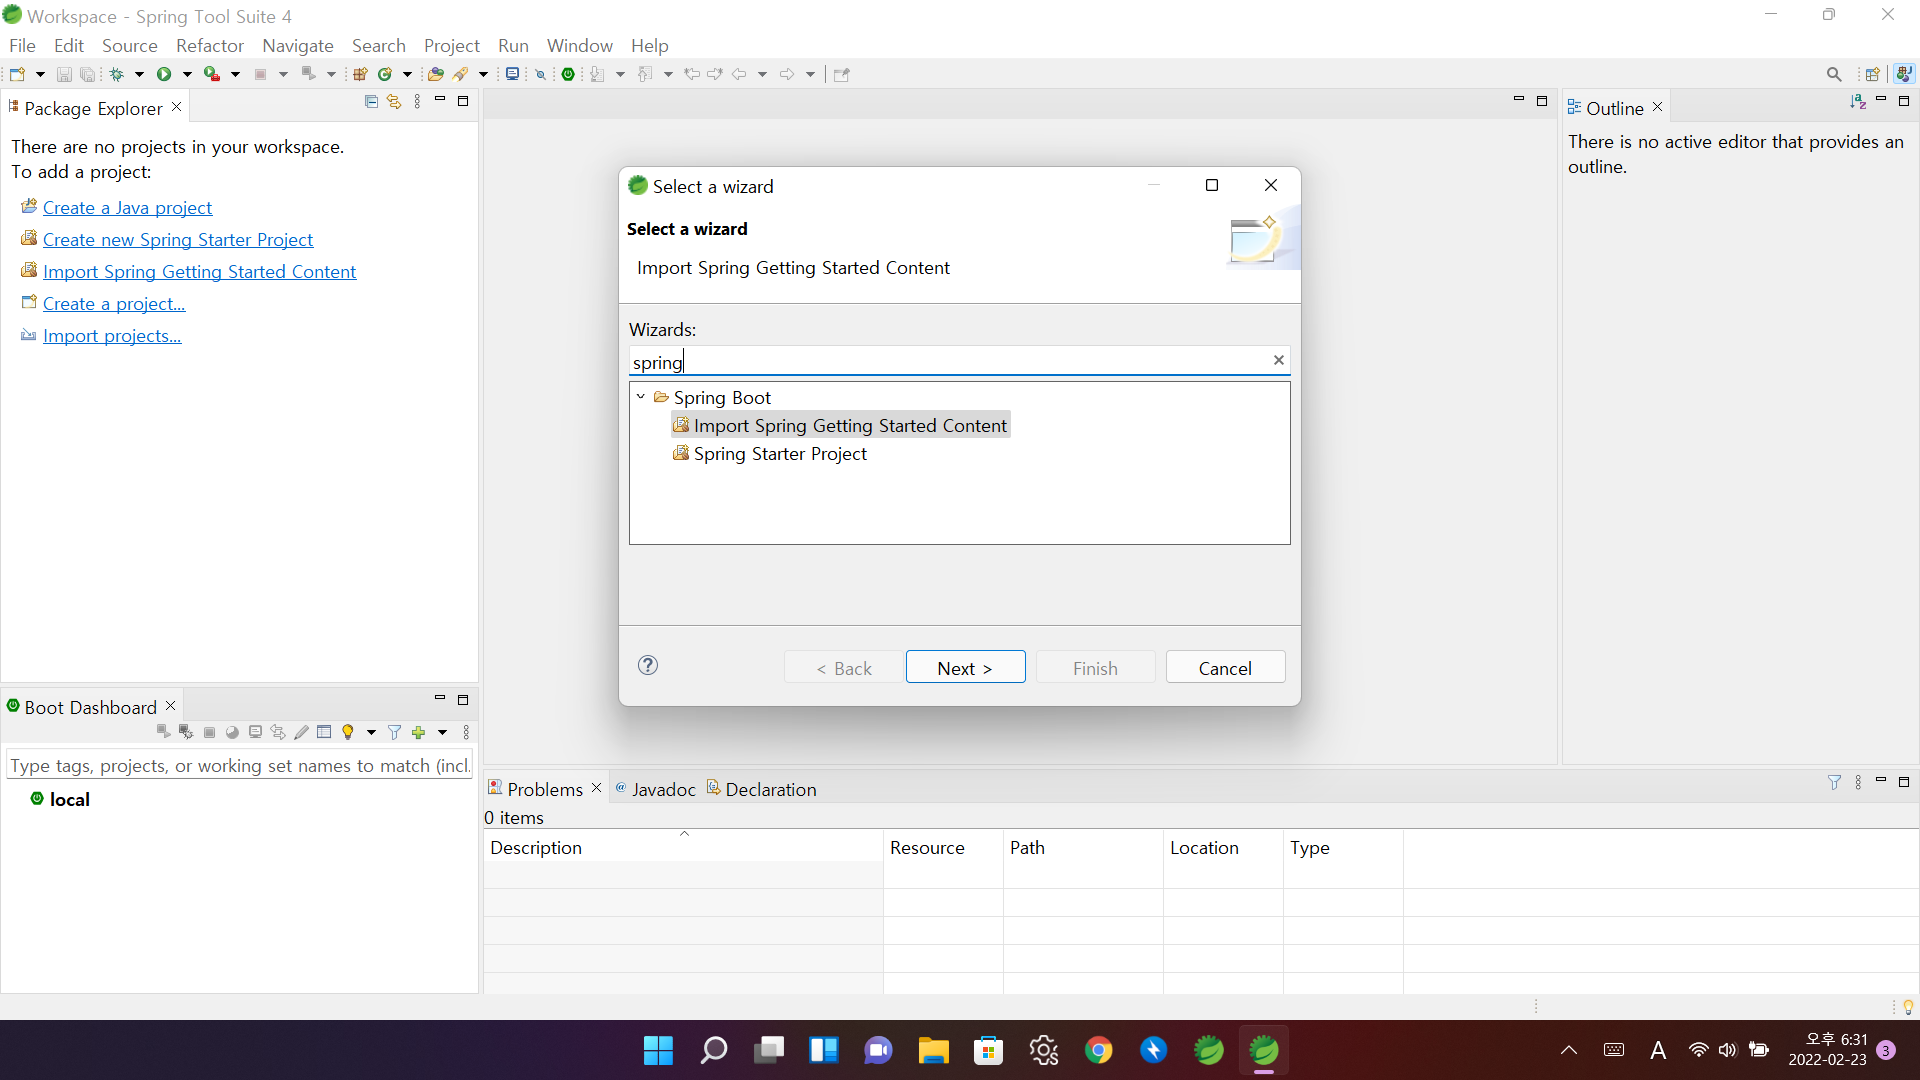 Workspace - Spring Tool Suite 4
File Edit Source Refactor Navigate Search Project Run Window Help
Package Explorer
There are no projects in your workspace.
To add a project:
Create a Java project
Create new Spring Starter Project
Import Spring Getting Started Content
Create a project...
Import projects...
Select a wizard
Select a wizard
Import Spring Getting Started Content
Wizards:
spring
Spring Boot
Import Spring Getting Started Content
Spring Starter Project
< Back Next > Finish Cancel
Outline
There is no active editor that provides an
outline.
Boot Dashboard
Type tags, projects, or working set names to match (incl.
local
Problems @ Javadoc Declaration
0 items
Description Resource Path Location Type
A
오후 6:31
2022-02-23
3